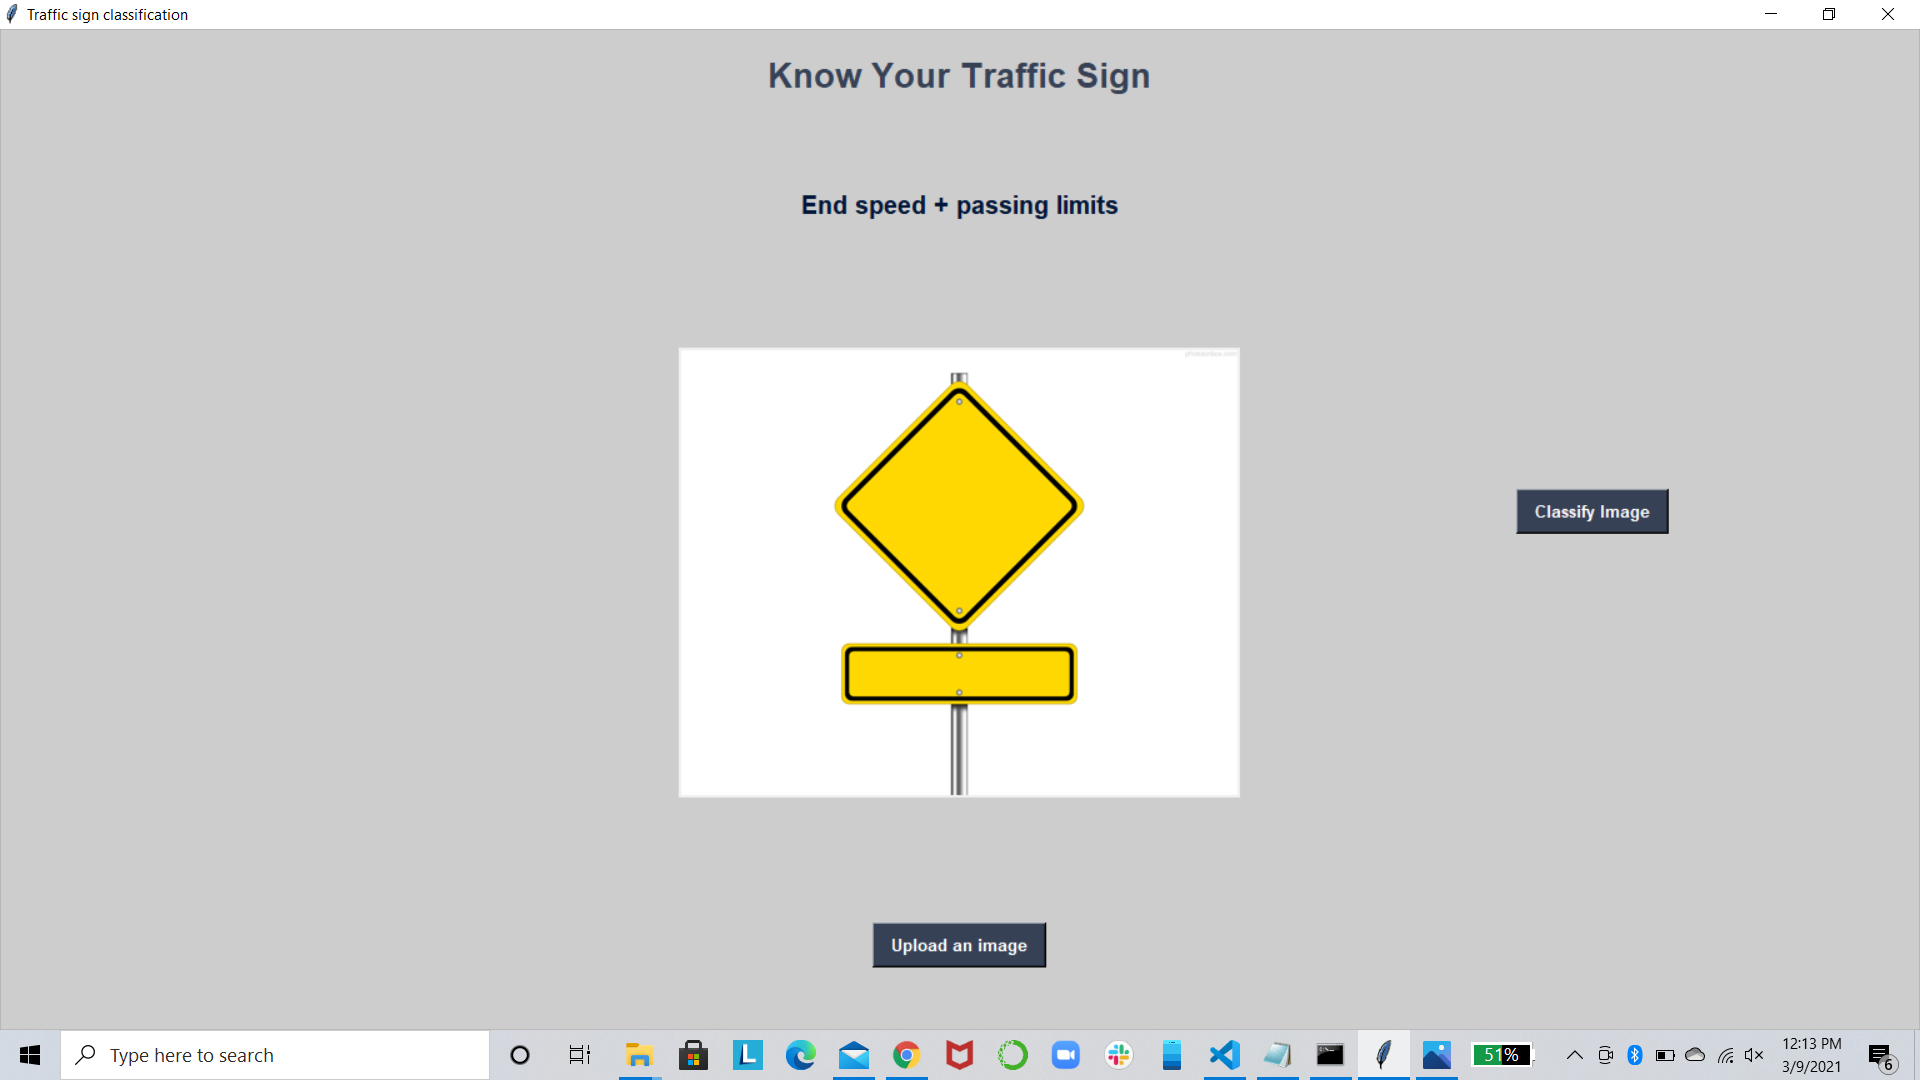 Traffic sign classification
Know Your Traffic Sign
End speed + passing limits
Classify Image
Upload an image
Type here to search
L
51%
12:13 PM
3/9/2021
6